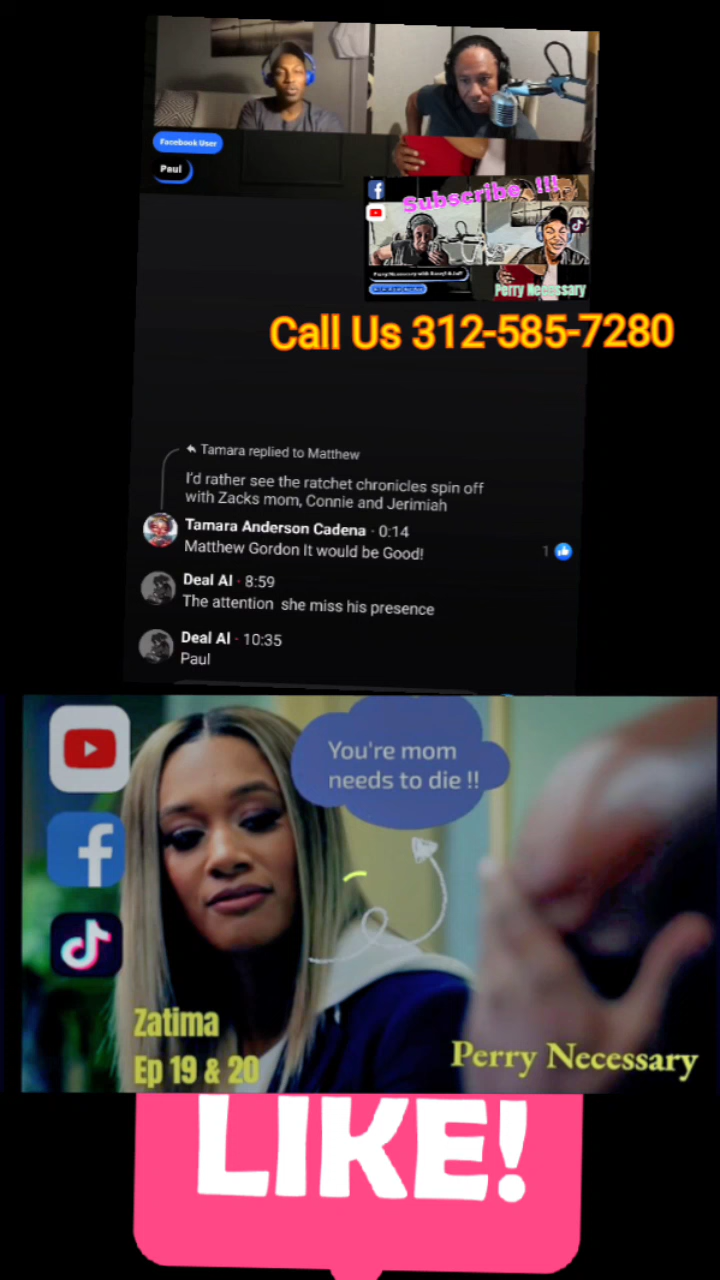 Facebook User
Paul
Subscribe !!!
Perry Necessary
Call Us 312-585-7280
Tamara replied to Matthew
I'd rather see the ratchet chronicles spin off
with Zacks mom, Connie and Jerimiah
Tamara Anderson Cadena · 0:14
Matthew Gordon It would be Good!
1
Deal Al · 8:59
The attention she miss his presence
Deal Al · 10:35
Paul
You're mom
needs to die !!
Zatima
Ep 19 & 20
Perry Necessary
LIKE!